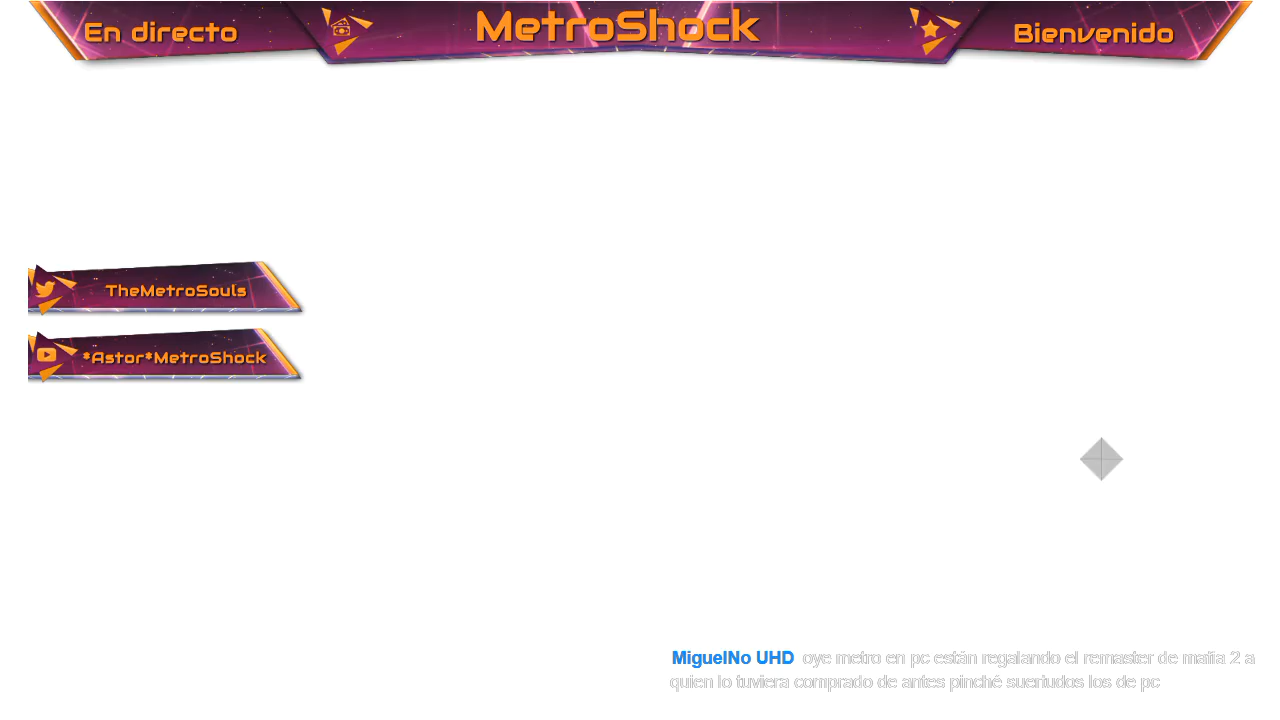 En directo
MetroShock
Bienvenido
TheMetroSouls
*Astor*MetroShock
MiguelNo UHD oye metro en pc están regalando el remaster de mafia 2 a
quien lo tuviera comprado de antes pinché suertudos los de pc